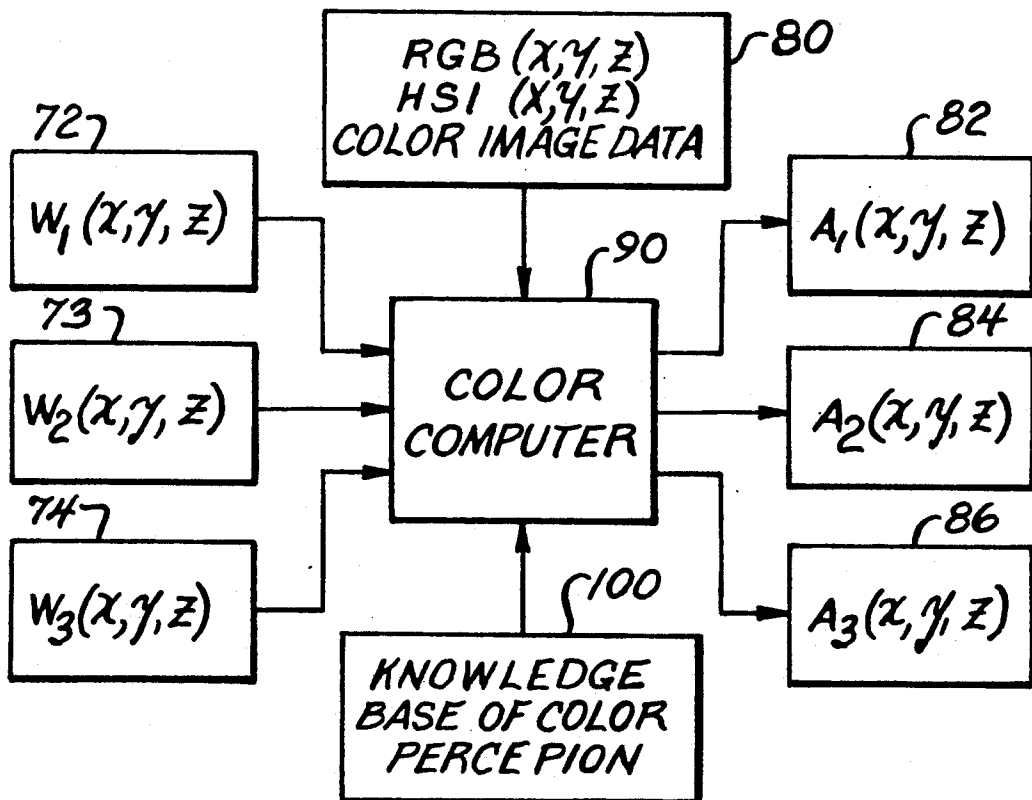 80
RGB (X,Y,Z)
HSI (X,Y,Z)
COLOR IMAGE DATA
72
W₁ (X,Y,Z)
73
W₂ (X,Y,Z)
74
W₃ (X,Y,Z)
90
COLOR
COMPUTER
100
KNOWLEDGE
BASE OF COLOR
PERCEPION
82
A₁ (X,Y,Z)
84
A₂ (X,Y,Z)
86
A₃ (X,Y,Z)